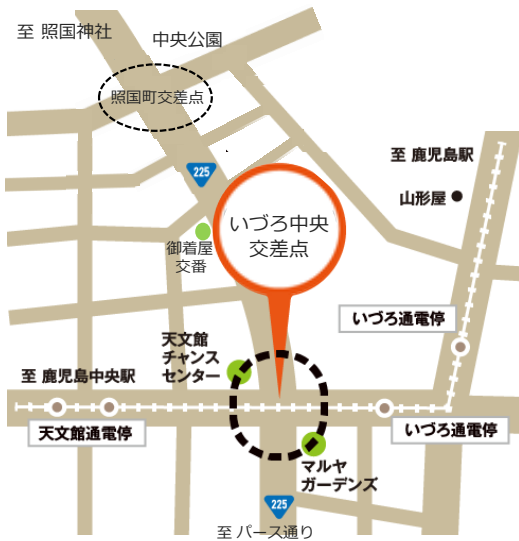 至 照国神社
中央公園
照国町交差点
至 鹿児島駅
225
山形屋
いづろ中央
交差点
御着屋
交番
いづろ通電停
天文館
チャンス
センター
至 鹿児島中央駅
天文館通電停
いづろ通電停
マルヤ
ガーデンズ
225
至 パース通り